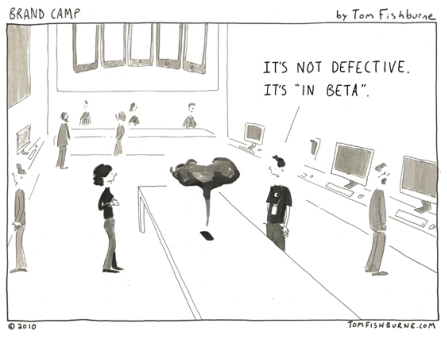 BRAND CAMP
by Tom Fishburne
IT'S NOT DEFECTIVE.
IT'S "IN BETA".
© 2010
TOMFISHBURNE.COM